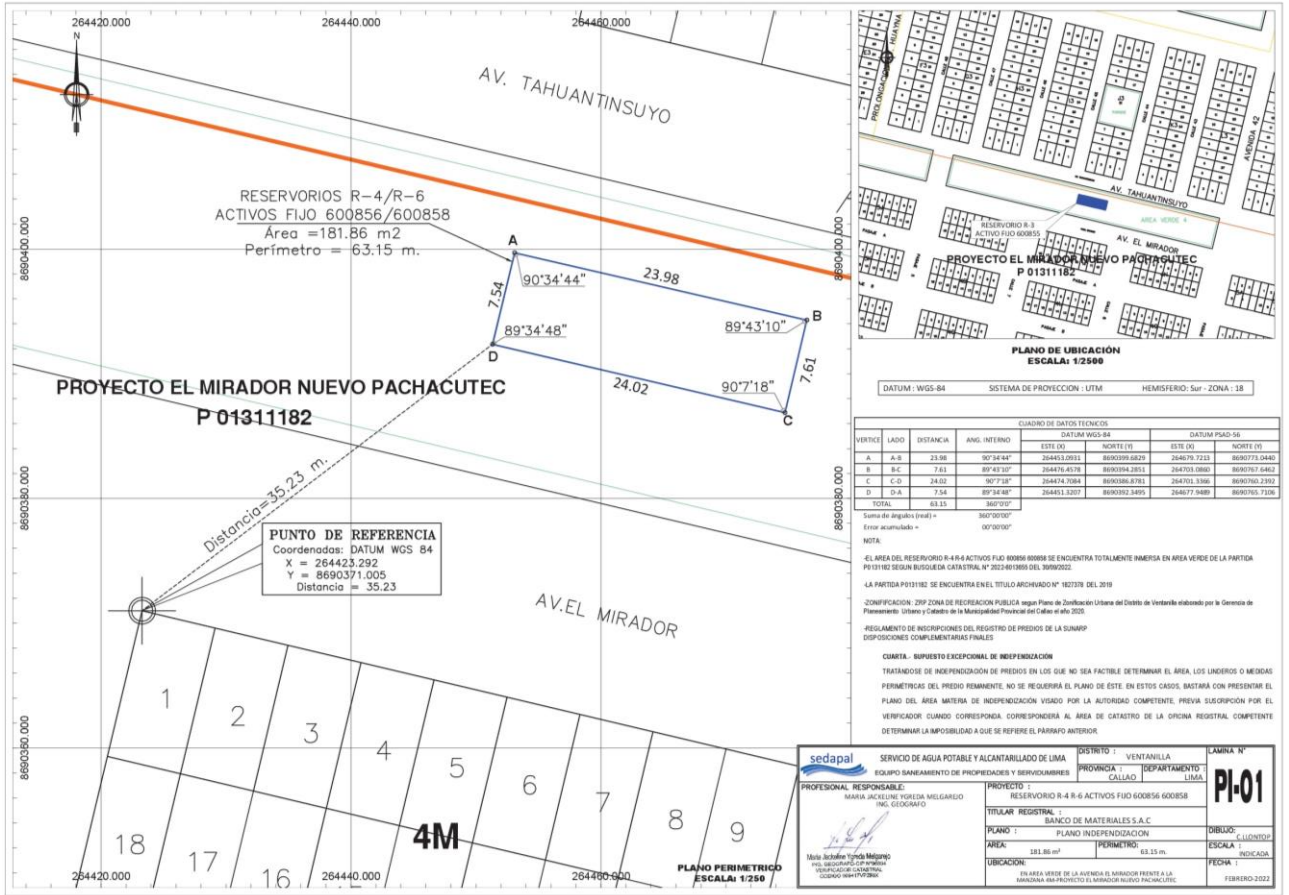 264420.000
264440.000
264460.000
N
AV. TAHUANTINSUYO
RESERVORIOS R-4/R-6
ACTIVOS FIJO 600856/600858
Área =181.86 m2
Perímetro = 63.15 m.
8690400.000
8690400.000
A
23.98
B
7.54
90°34'44"
89°43'10"
89°34'48"
7.61
D
24.02
90°7'18"
C
PROYECTO EL MIRADOR NUEVO PACHACUTEC
P 01311182
Distancia=35.23 m.
8690380.000
8690380.000
PUNTO DE REFERENCIA
Coordenadas: DATUM WGS 84
X = 264423.292
Y = 8690371.005
Distancia = 35.23
AV.EL MIRADOR
8690360.000
1
2
3
4
5
6
7
8
9
18
17
16
4M
264420.000
264440.000
264460.000
PLANO PERIMETRICO
ESCALA: 1/250
AVENIDA 42
AV. TAHUANTINSUYO
RESERVORIO R-3
ACTIVO FIJO 600855
AREA VERDE 4
AV. EL MIRADOR
PROYECTO EL MIRADOR NUEVO PACHACUTEC
P 01311182
PLANO DE UBICACIÓN
ESCALA: 1/2500
DATUM : WGS-84 SISTEMA DE PROYECCION : UTM HEMISFERIO: Sur - ZONA : 18
CUADRO DE DATOS TECNICOS
VERTICE LADO DISTANCIA ANG. INTERNO DATUM WGS-84 DATUM PSAD-56
ESTE (X) NORTE (Y) ESTE (X) NORTE (Y)
A A-B 23.98 90°34'44" 264453.0931 8690399.6829 264679.7213 8690773.0440
B B-C 7.61 89°43'10" 264476.4578 8690394.2851 264703.0860 8690767.6462
C C-D 24.02 90°7'18" 264474.7084 8690386.8781 264701.3366 8690760.2392
D D-A 7.54 89°34'48" 264451.3207 8690392.3495 264677.9489 8690765.7106
TOTAL 63.15 360°0'0"
Suma de ángulos (real) = 360°00'00"
Error acumulado = 00°00'00"
NOTA:
-EL AREA DEL RESERVORIO R-4 R-6 ACTIVOS FIJO 600856 600858 SE ENCUENTRA TOTALMENTE INMERSA EN AREA VERDE DE LA PARTIDA
P01311182 SEGUN BUSQUEDA CATASTRAL N° DEL
-LA PARTIDA P01311182 SE ENCUENTRA EN EL TITULO ARCHIVADO N° 1827378 DEL 2019
-ZONIFICACION : ZRP ZONA DE RECREACION PUBLICA segun Plano de Zonificación Urbana del Distrito de Ventanilla elaborado por la Gerencia de
Planeamiento Urbano y Catastro de la Municipalidad Provincial del Callao el año 2020.
-REGLAMENTO DE INSCRIPCIONES DEL REGISTRO DE PREDIOS DE LA SUNARP
DISPOSICIONES COMPLEMENTARIAS FINALES
CUARTA.- SUPUESTO EXCEPCIONAL DE INDEPENDIZACIÓN
TRATÁNDOSE DE INDEPENDIZACIÓN DE PREDIOS EN LOS QUE NO SEA FACTIBLE DETERMINAR EL ÁREA, LOS LINDEROS O MEDIDAS
PERIMÉTRICAS DEL PREDIO REMANENTE, NO SE REQUERIRÁ EL PLANO DE ÉSTE. EN ESTOS CASOS, BASTARÁ CON PRESENTAR EL
PLANO DEL ÁREA MATERIA DE INDEPENDIZACIÓN VISADO POR LA AUTORIDAD COMPETENTE, PREVIA SUSCRIPCIÓN POR EL
VERIFICADOR CUANDO CORRESPONDA. CORRESPONDERÁ AL ÁREA DE CATASTRO DE LA OFICINA REGISTRAL COMPETENTE
DETERMINAR LA IMPOSIBILIDAD A QUE SE REFIERE EL PÁRRAFO ANTERIOR.
sedapal
SERVICIO DE AGUA POTABLE Y ALCANTARILLADO DE LIMA
EQUIPO SANEAMIENTO DE PROPIEDADES Y SERVIDUMBRES
DISTRITO : VENTANILLA
PROVINCIA : CALLAO
DEPARTAMENTO : LIMA
LAMINA N°
PI-01
PROFESIONAL RESPONSABLE:
MARIA JACKELINE YGREDA MELGAREJO
ING. GEOGRAFO
Maria Jackeline Ygreda Melgarejo
VERIFICADOR CATASTRAL
PROYECTO :
RESERVORIO R-4 R-6 ACTIVOS FIJO 600856 600858
TITULAR REGISTRAL :
BANCO DE MATERIALES S.A.C
PLANO : PLANO INDEPENDIZACION
DIBUJO: C.LLONTOP
AREA: 181.86 m²
PERIMETRO: 63.15 m.
ESCALA : INDICADA
UBICACION:
EN AREA VERDE DE LA AVENIDA EL MIRADOR FRENTE A LA
MANZANA 4M-PROYECTO EL MIRADOR NUEVO PACHACUTEC
FECHA : FEBRERO-2022